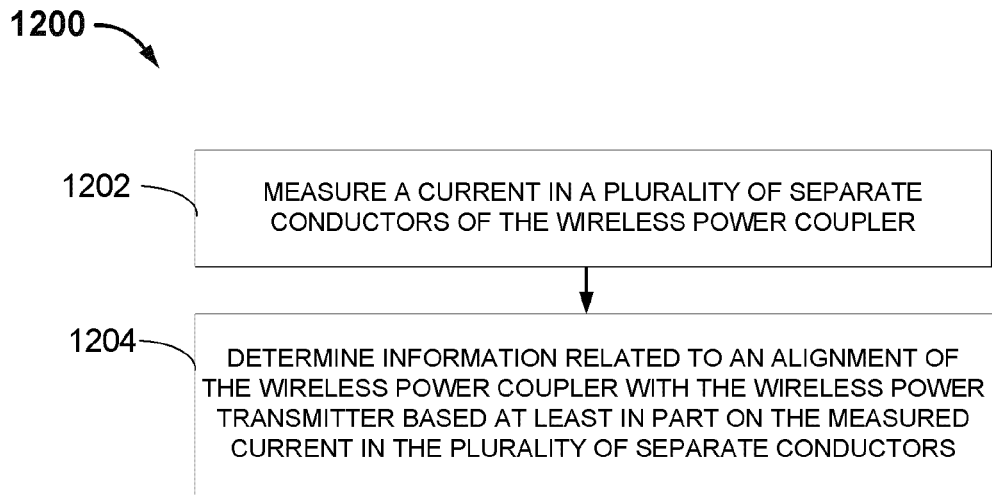 1200
1202
MEASURE A CURRENT IN A PLURALITY OF SEPARATE
CONDUCTORS OF THE WIRELESS POWER COUPLER
1204
DETERMINE INFORMATION RELATED TO AN ALIGNMENT OF
THE WIRELESS POWER COUPLER WITH THE WIRELESS POWER
TRANSMITTER BASED AT LEAST IN PART ON THE MEASURED
CURRENT IN THE PLURALITY OF SEPARATE CONDUCTORS